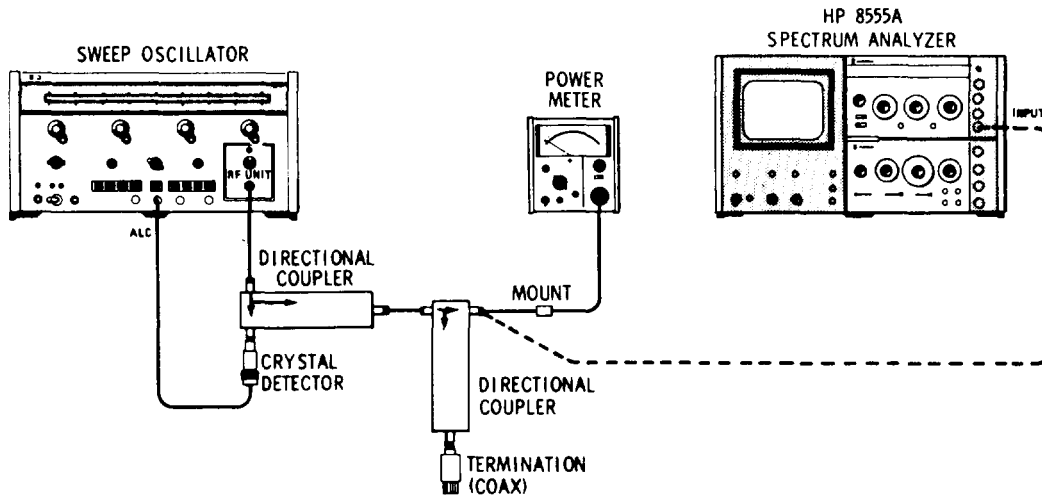 HP 8555A
SPECTRUM ANALYZER
SWEEP OSCILLATOR
POWER
METER
INPUT
RF UNIT
ALC
DIRECTIONAL
COUPLER
MOUNT
CRYSTAL
DETECTOR
DIRECTIONAL
COUPLER
TERMINATION
(COAX)